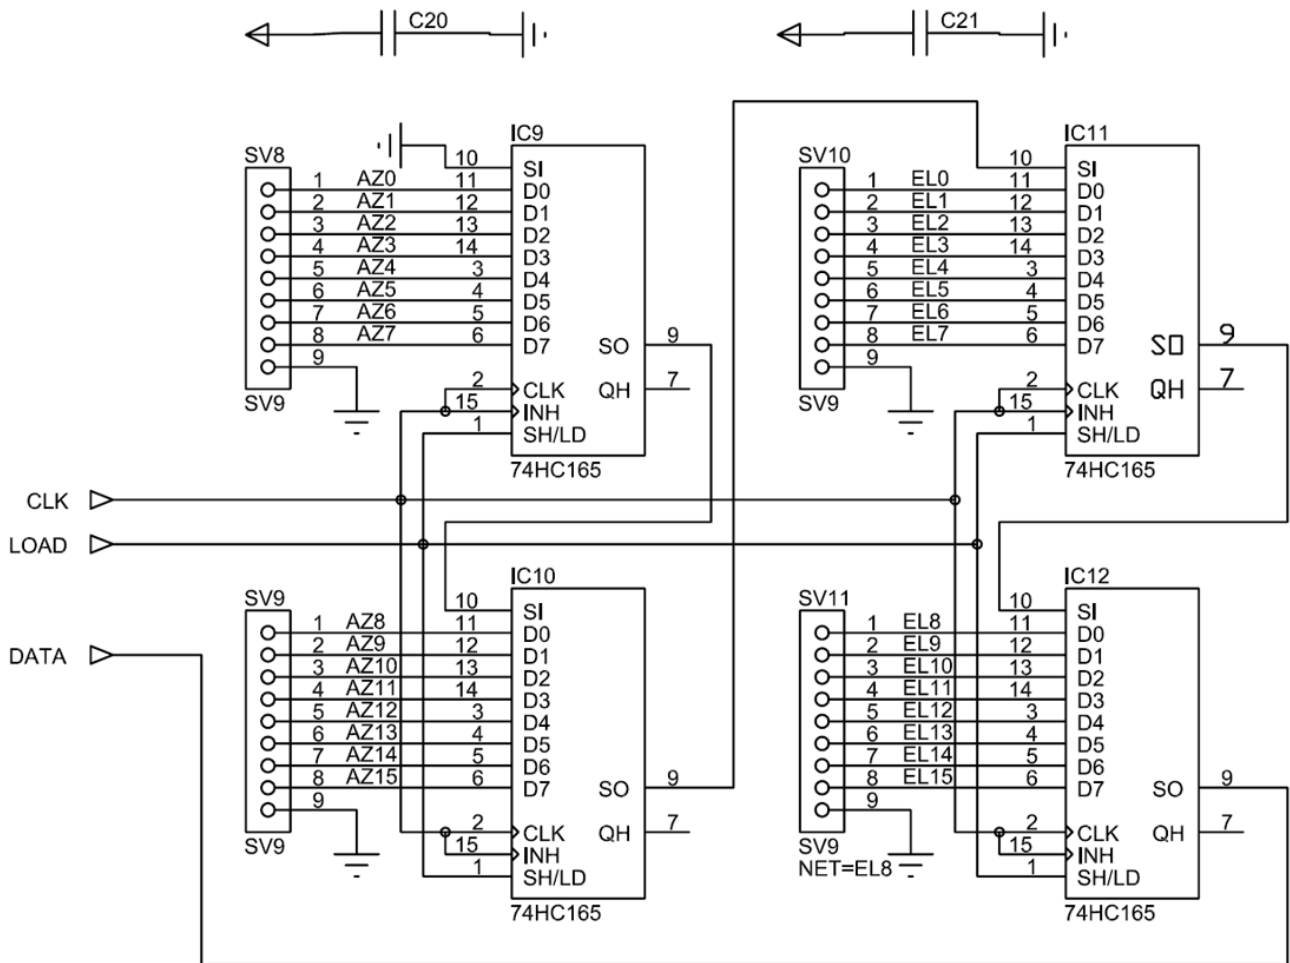 C20
C21
IC9
IC11
SV8
SV10
10 SI
1 AZ0 11 D0
2 AZ1 12 D1
3 AZ2 13 D2
4 AZ3 14 D3
5 AZ4 3 D4
6 AZ5 4 D5
7 AZ6 5 D6
8 AZ7 6 D7
9
SO 9
QH 7
2 CLK
15 INH
1 SH/LD
SV9
74HC165
10 SI
1 EL0 11 D0
2 EL1 12 D1
3 EL2 13 D2
4 EL3 14 D3
5 EL4 3 D4
6 EL5 4 D5
7 EL6 5 D6
8 EL7 6 D7
9
SO 9
QH 7
2 CLK
15 INH
1 SH/LD
SV9
74HC165
CLK
LOAD
DATA
IC10
IC12
SV9
SV11
10 SI
1 AZ8 11 D0
2 AZ9 12 D1
3 AZ10 13 D2
4 AZ11 14 D3
5 AZ12 3 D4
6 AZ13 4 D5
7 AZ14 5 D6
8 AZ15 6 D7
9
SO 9
QH 7
2 CLK
15 INH
1 SH/LD
SV9
74HC165
10 SI
1 EL8 11 D0
2 EL9 12 D1
3 EL10 13 D2
4 EL11 14 D3
5 EL12 3 D4
6 EL13 4 D5
7 EL14 5 D6
8 EL15 6 D7
9
SO 9
QH 7
2 CLK
15 INH
1 SH/LD
SV9
NET=EL8
74HC165